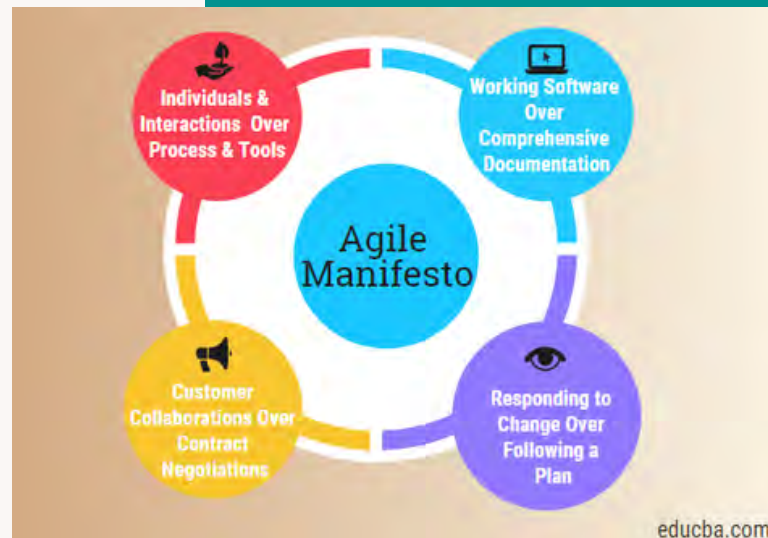 Individuals &
Interactions Over
Process & Tools
Working Software
Over
Comprehensive
Documentation
Agile
Manifesto
Customer
Collaborations Over
Contract
Negotiations
Responding to
Change Over
Following a
Plan
educba.com